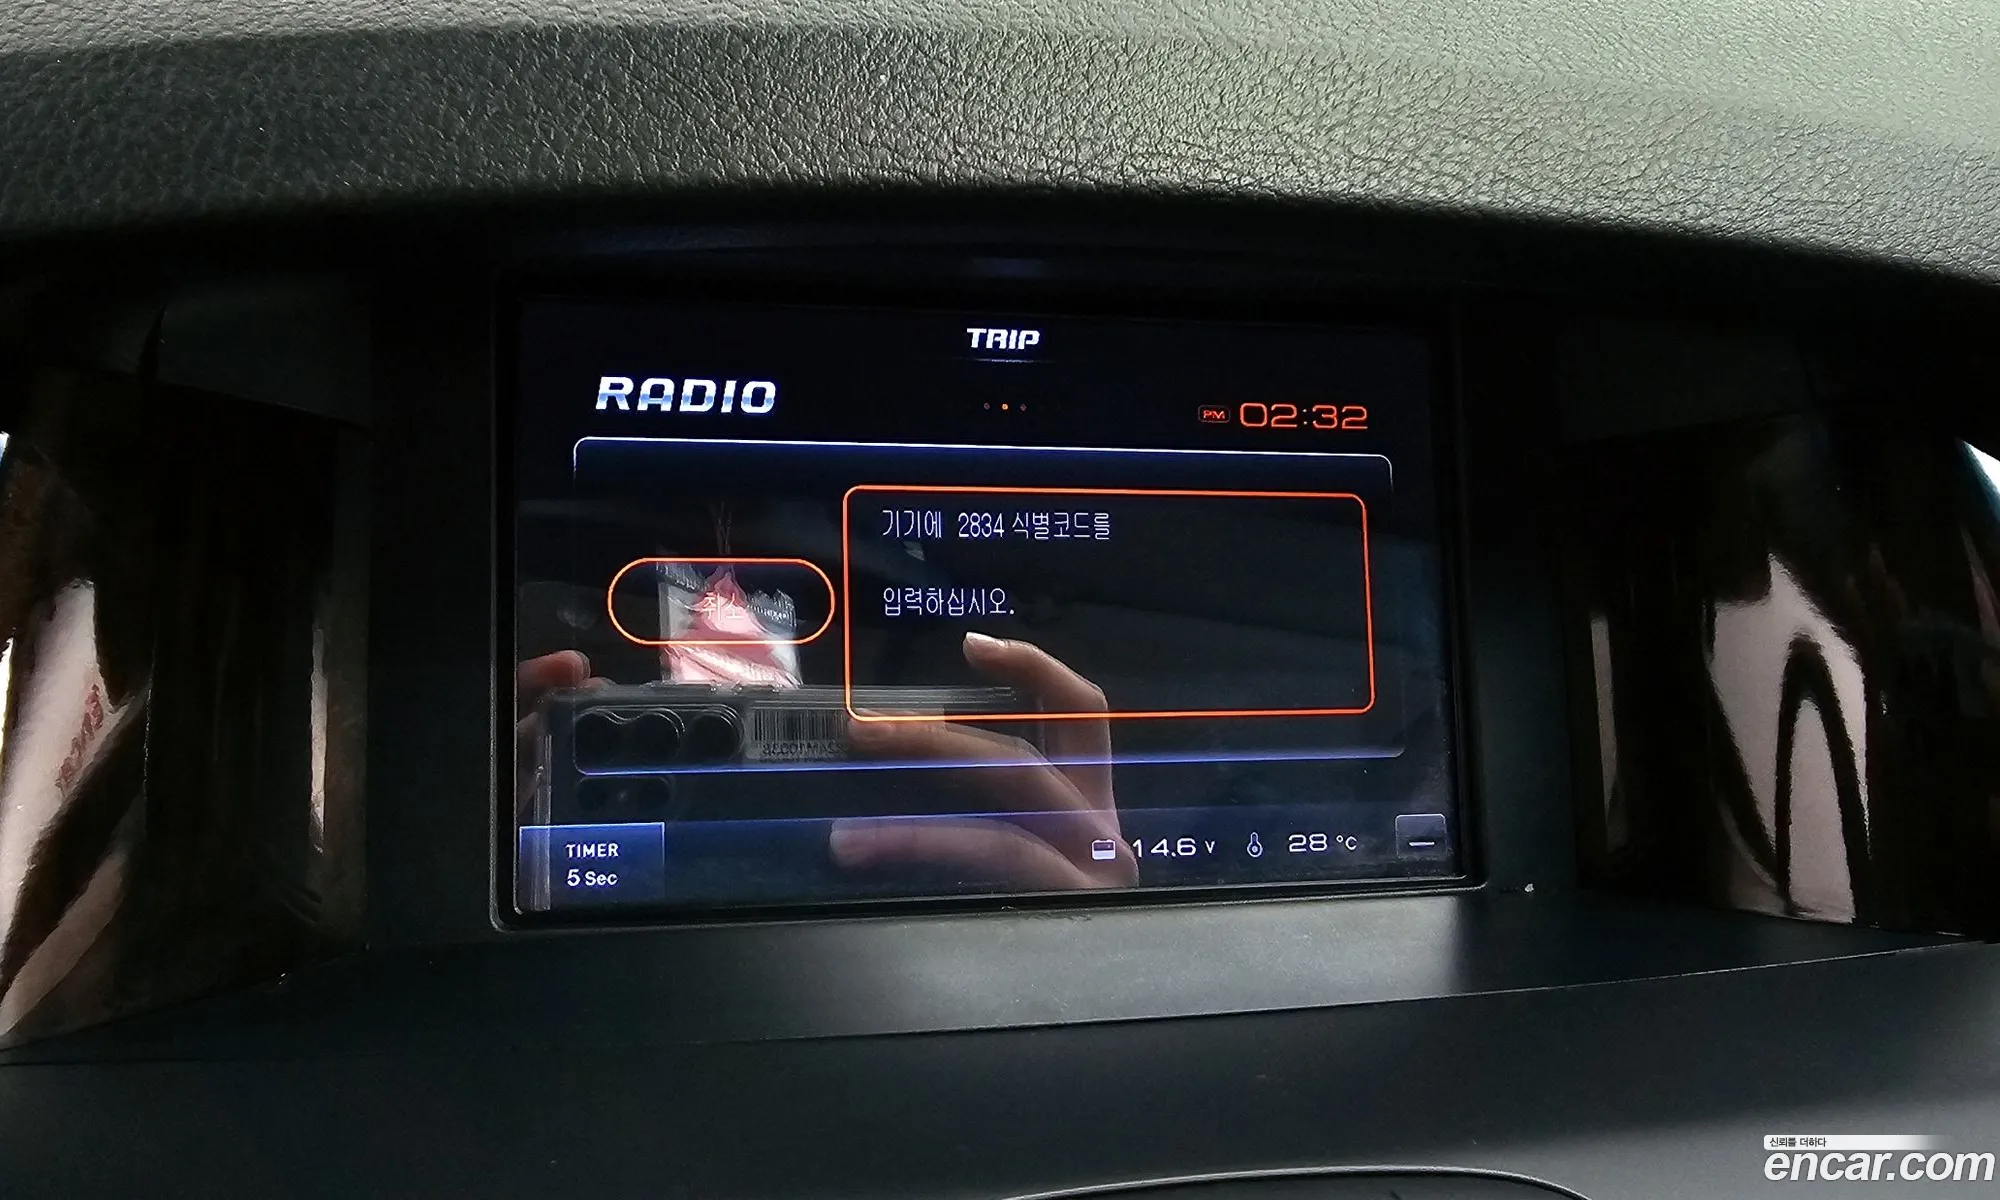 TRIP
RADIO
PM 02:32
기기에 2834 식별코드를
입력하십시오.
취소
TIMER
5 Sec
14.6 V
28 °C
신뢰를 더하다
encar.com